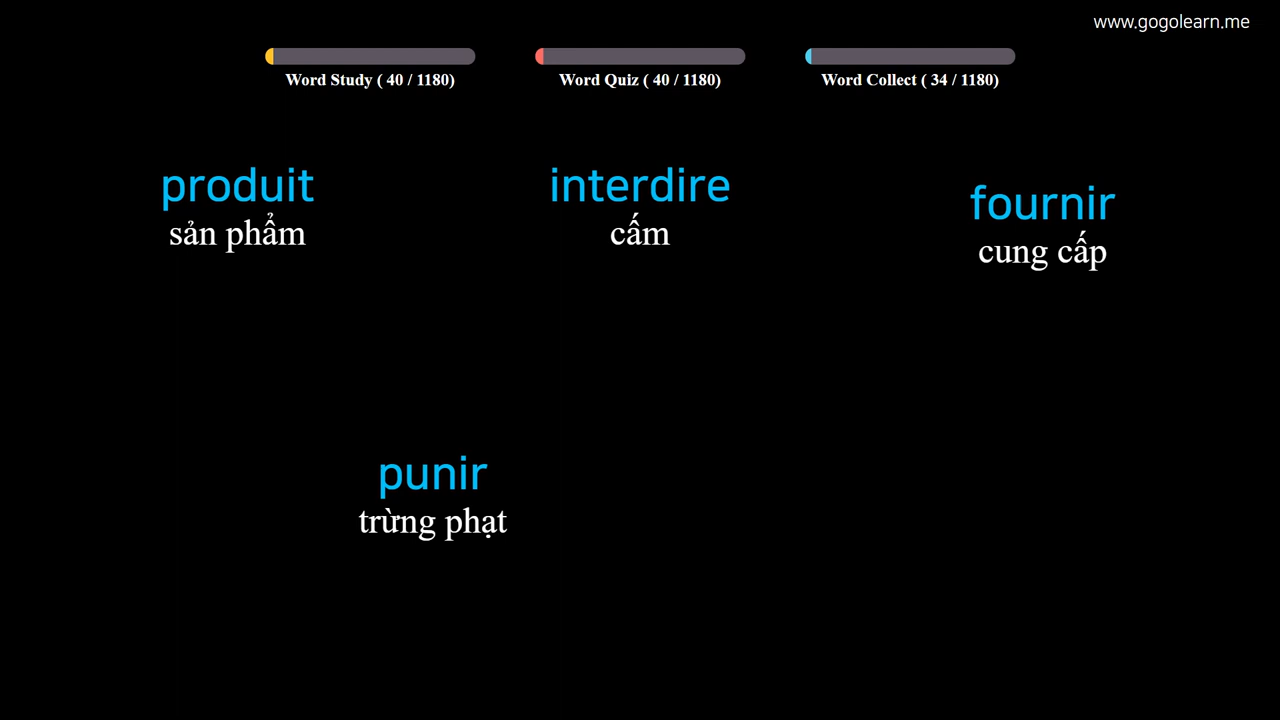 www.gogolearn.me
Word Study ( 40 / 1180)
Word Quiz ( 40 / 1180)
Word Collect ( 34 / 1180)
produit
sản phẩm
interdire
cấm
fournir
cung cấp
punir
trừng phạt